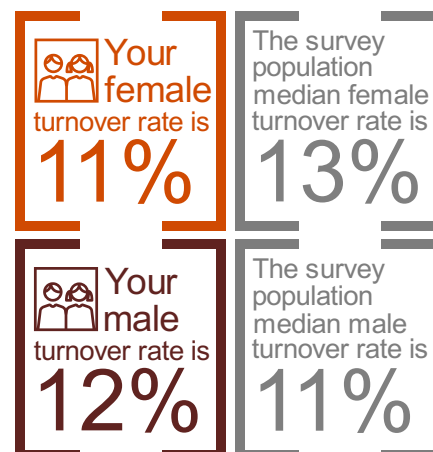 Your
female
turnover rate is
11%
The survey
population
median female
turnover rate is
13%
Your
male
turnover rate is
12%
The survey
population
median male
turnover rate is
11%